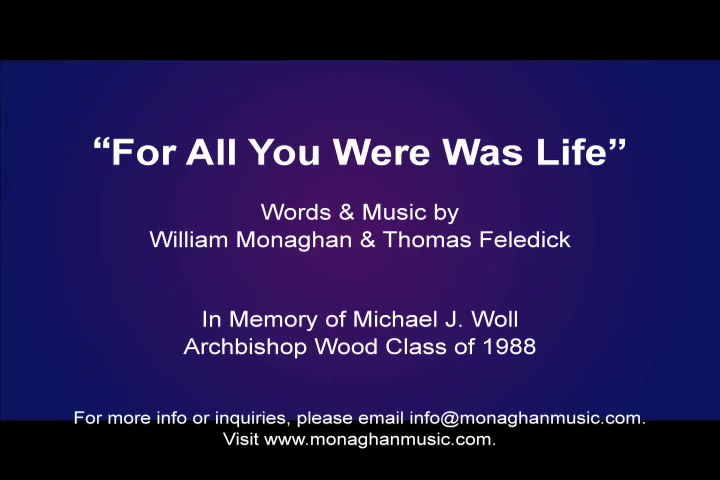 “For All You Were Was Life”
Words & Music by
William Monaghan & Thomas Feledick
In Memory of Michael J. Woll
Archbishop Wood Class of 1988
For more info or inquiries, please email info@monaghanmusic.com.
Visit www.monaghanmusic.com.